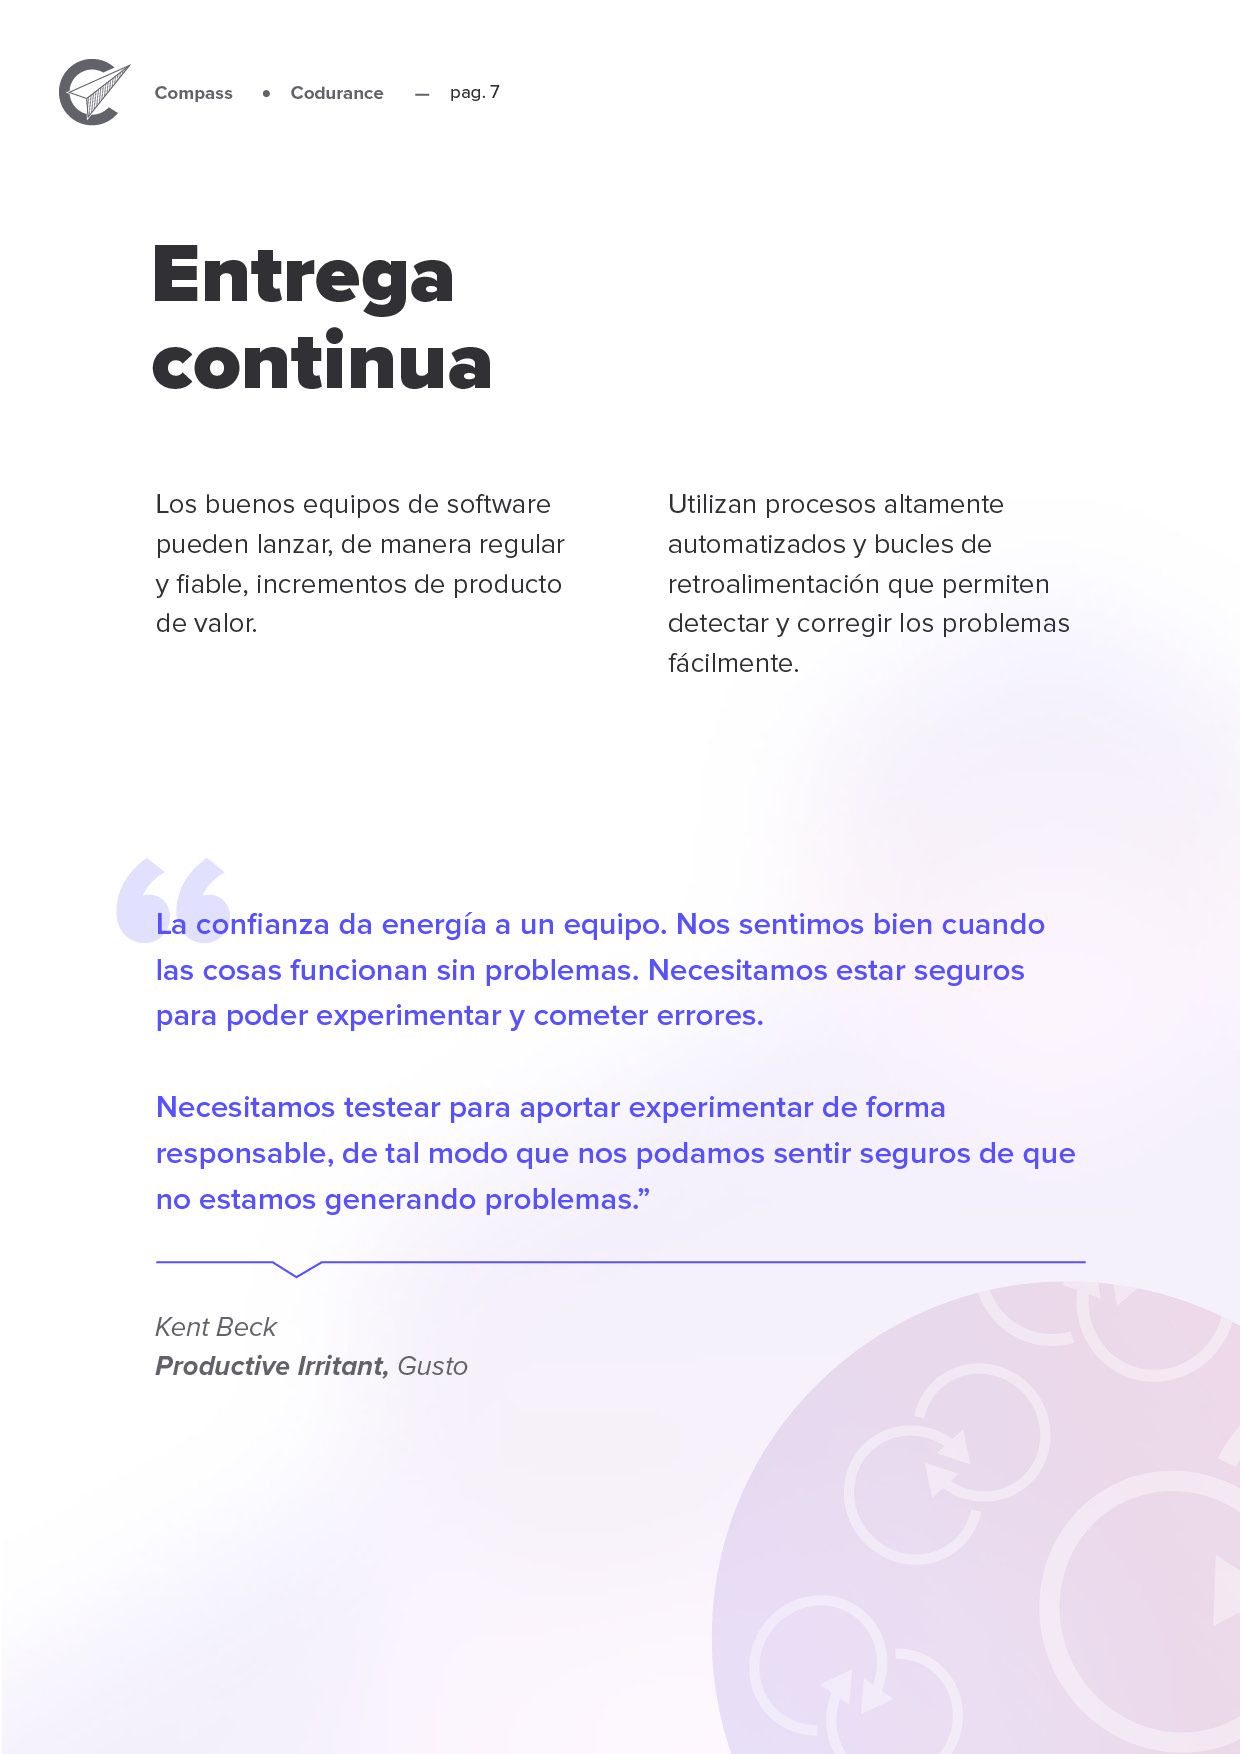 Compass • Codurance — pag. 7
Entrega
continua
Los buenos equipos de software
pueden lanzar, de manera regular
y fiable, incrementos de producto
de valor.
Utilizan procesos altamente
automatizados y bucles de
retroalimentación que permiten
detectar y corregir los problemas
fácilmente.
“
La confianza da energía a un equipo. Nos sentimos bien cuando
las cosas funcionan sin problemas. Necesitamos estar seguros
para poder experimentar y cometer errores.
Necesitamos testear para aportar experimentar de forma
responsable, de tal modo que nos podamos sentir seguros de que
no estamos generando problemas.”
Kent Beck
Productive Irritant, Gusto